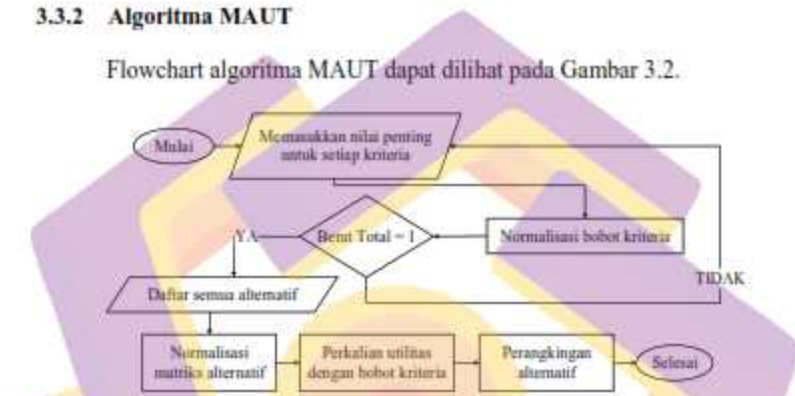 3.3.2 Algoritma MAUT
Flowchart algoritma MAUT dapat dilihat pada Gambar 3.2.
Mulai
Memasukkan nilai penting
untuk setiap kriteria
YA
Berat Total = 1
Normalisasi bobot kriteria
TIDAK
Daftar semua alternatif
Normalisasi
matriks alternatif
Perkalian utilitas
dengan bobot kriteria
Perangkingan
alternatif
Selesai